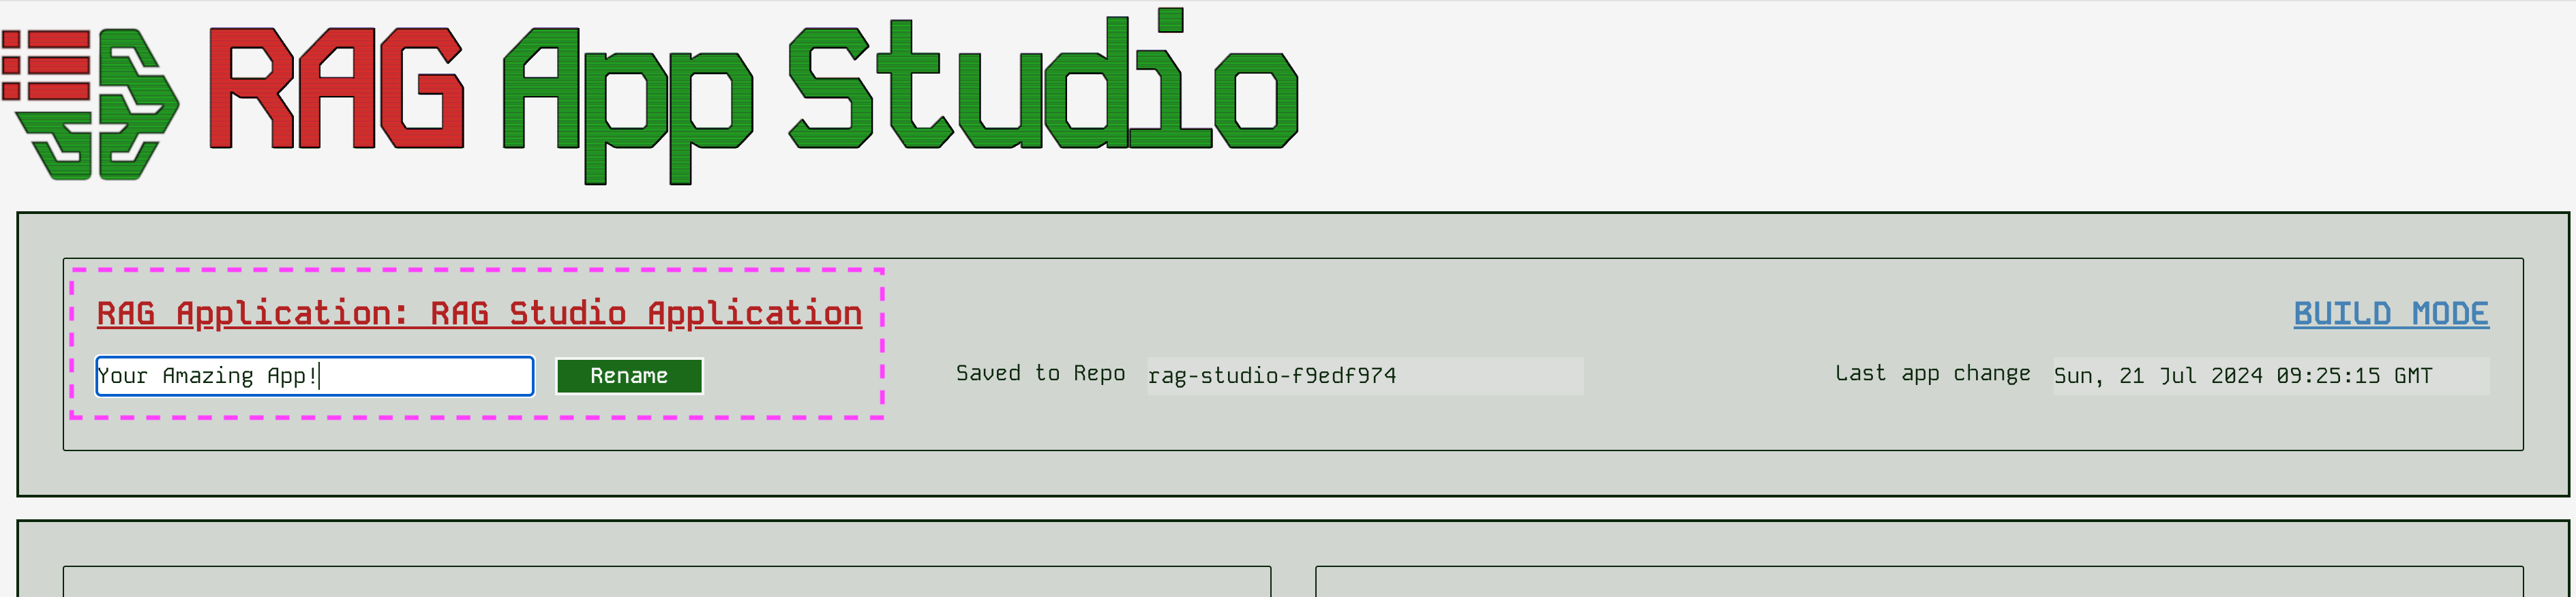 RAG App Studio
RAG Application: RAG Studio Application
BUILD MODE
Your Amazing App!
Rename
Saved to Repo
rag-studio-f9edf974
Last app change
Sun, 21 Jul 2024 09:25:15 GMT